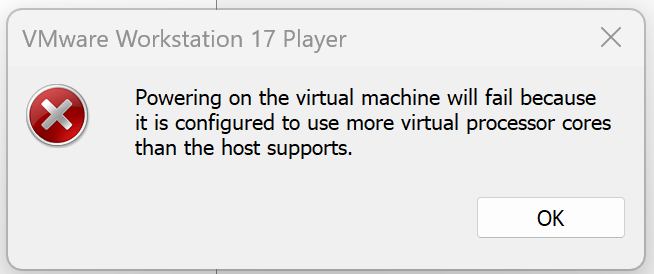 VMware Workstation 17 Player
Powering on the virtual machine will fail because
it is configured to use more virtual processor cores
than the host supports.
OK